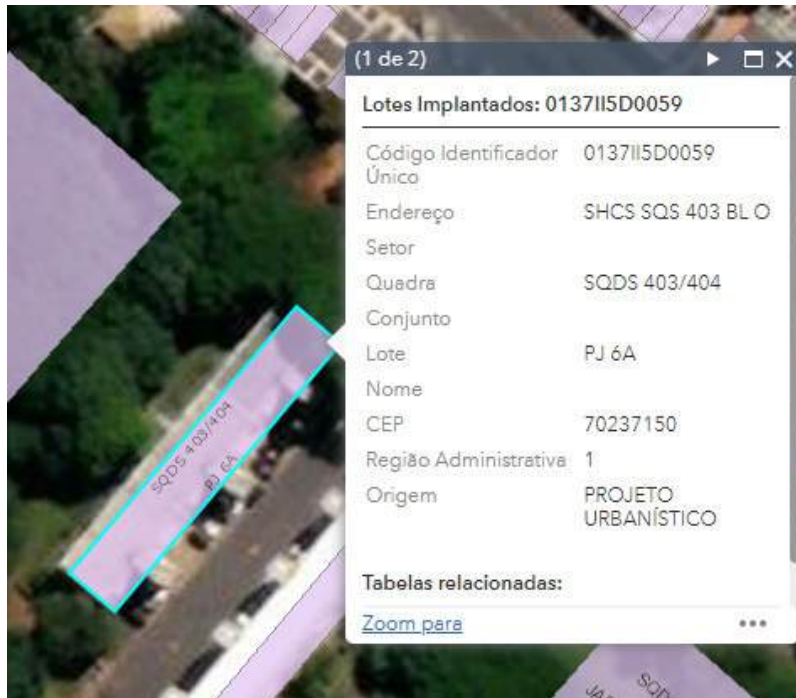 (1 de 2)
Lotes Implantados: 0137II5D0059
Código Identificador Único 0137II5D0059
Endereço SHCS SQS 403 BL O
Setor
Quadra SQDS 403/404
Conjunto
Lote PJ 6A
Nome
CEP 70237150
Região Administrativa 1
Origem PROJETO
URBANÍSTICO
Tabelas relacionadas:
Zoom para
SQDS 403/404
PJ 6A